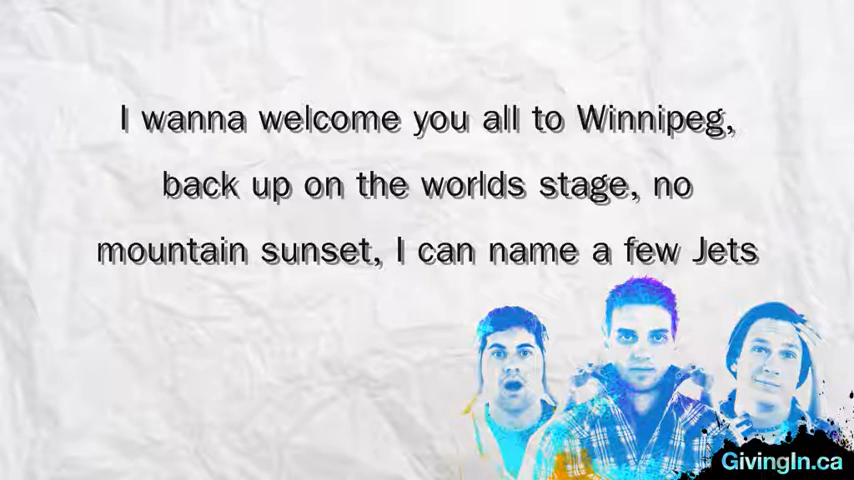 I wanna welcome you all to Winnipeg,
back up on the worlds stage, no
mountain sunset, I can name a few Jets
GivingIn.ca